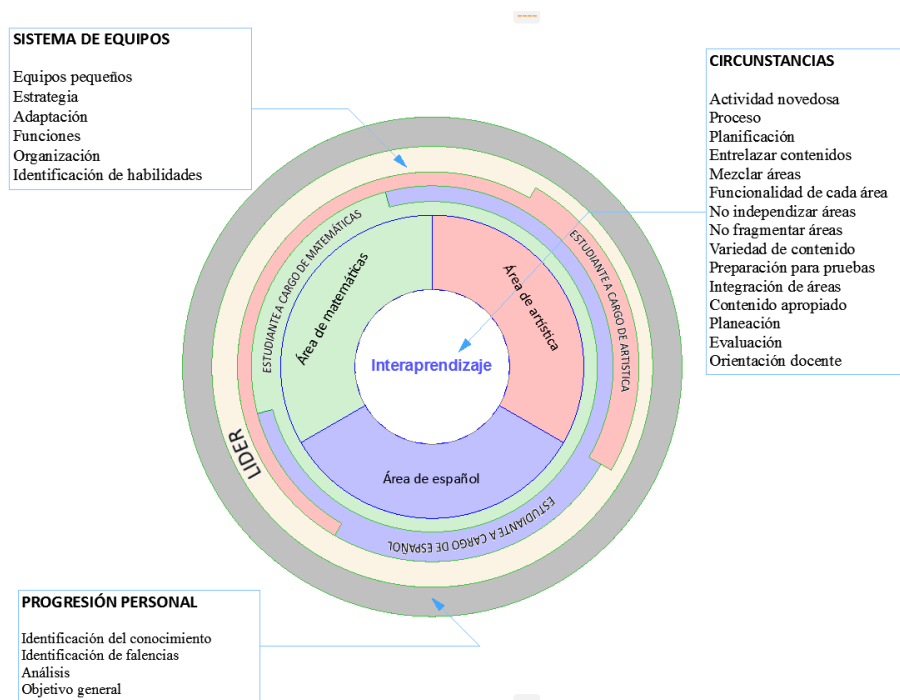 SISTEMA DE EQUIPOS
Equipos pequeños
Estrategia
Adaptación
Funciones
Organización
Identificación de habilidades
CIRCUNSTANCIAS
Actividad novedosa
Proceso
Planificación
Entrelazar contenidos
Mezclar áreas
Funcionalidad de cada área
No independizar áreas
No fragmentar áreas
Variedad de contenido
Preparación para pruebas
Integración de áreas
Contenido apropiado
Planeación
Evaluación
Orientación docente
ESTUDIANTE A CARGO DE MATEMÁTICAS
Área de matemáticas
Área de artística
ESTUDIANTE A CARGO DE ARTISTICA
Interaprendizaje
LIDER
Área de español
ESTUDIANTE A CARGO DE ESPAÑOL
PROGRESIÓN PERSONAL
Identificación del conocimiento
Identificación de falencias
Análisis
Objetivo general